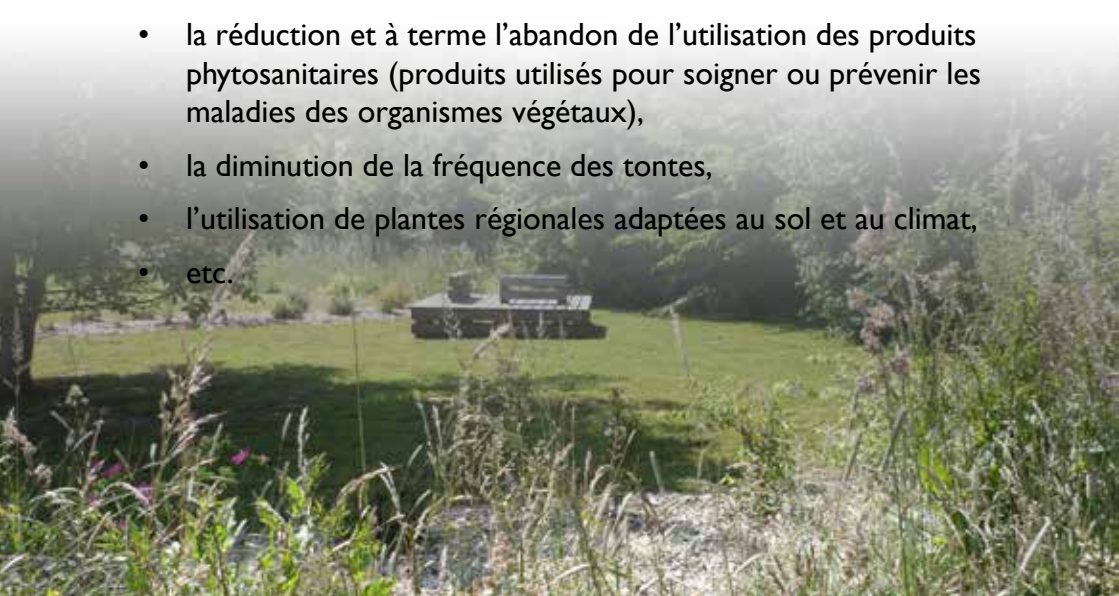 • la réduction et à terme l’abandon de l’utilisation des produits
phytosanitaires (produits utilisés pour soigner ou prévenir les
maladies des organismes végétaux),
• la diminution de la fréquence des tontes,
• l’utilisation de plantes régionales adaptées au sol et au climat,
• etc.